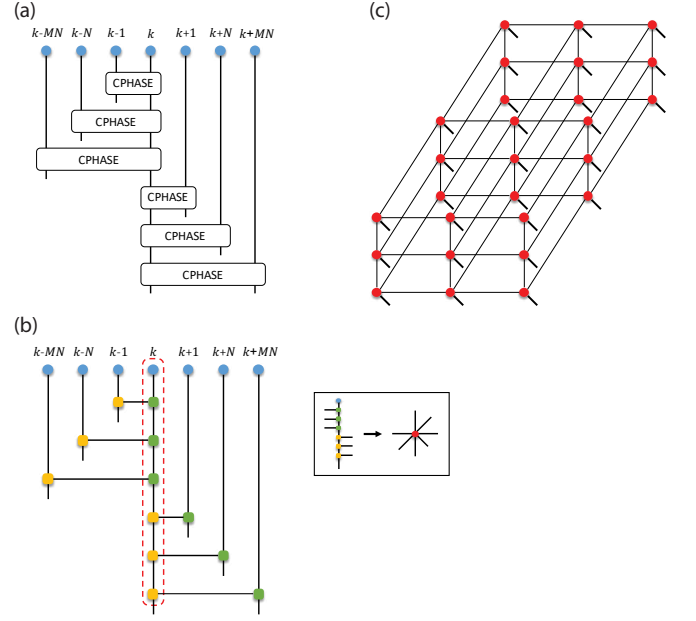 (a)
k-MN k-N k-1 k k+1 k+N k+MN
CPHASE
CPHASE
CPHASE
CPHASE
CPHASE
CPHASE
(b)
k-MN k-N k-1 k k+1 k+N k+MN
(c)